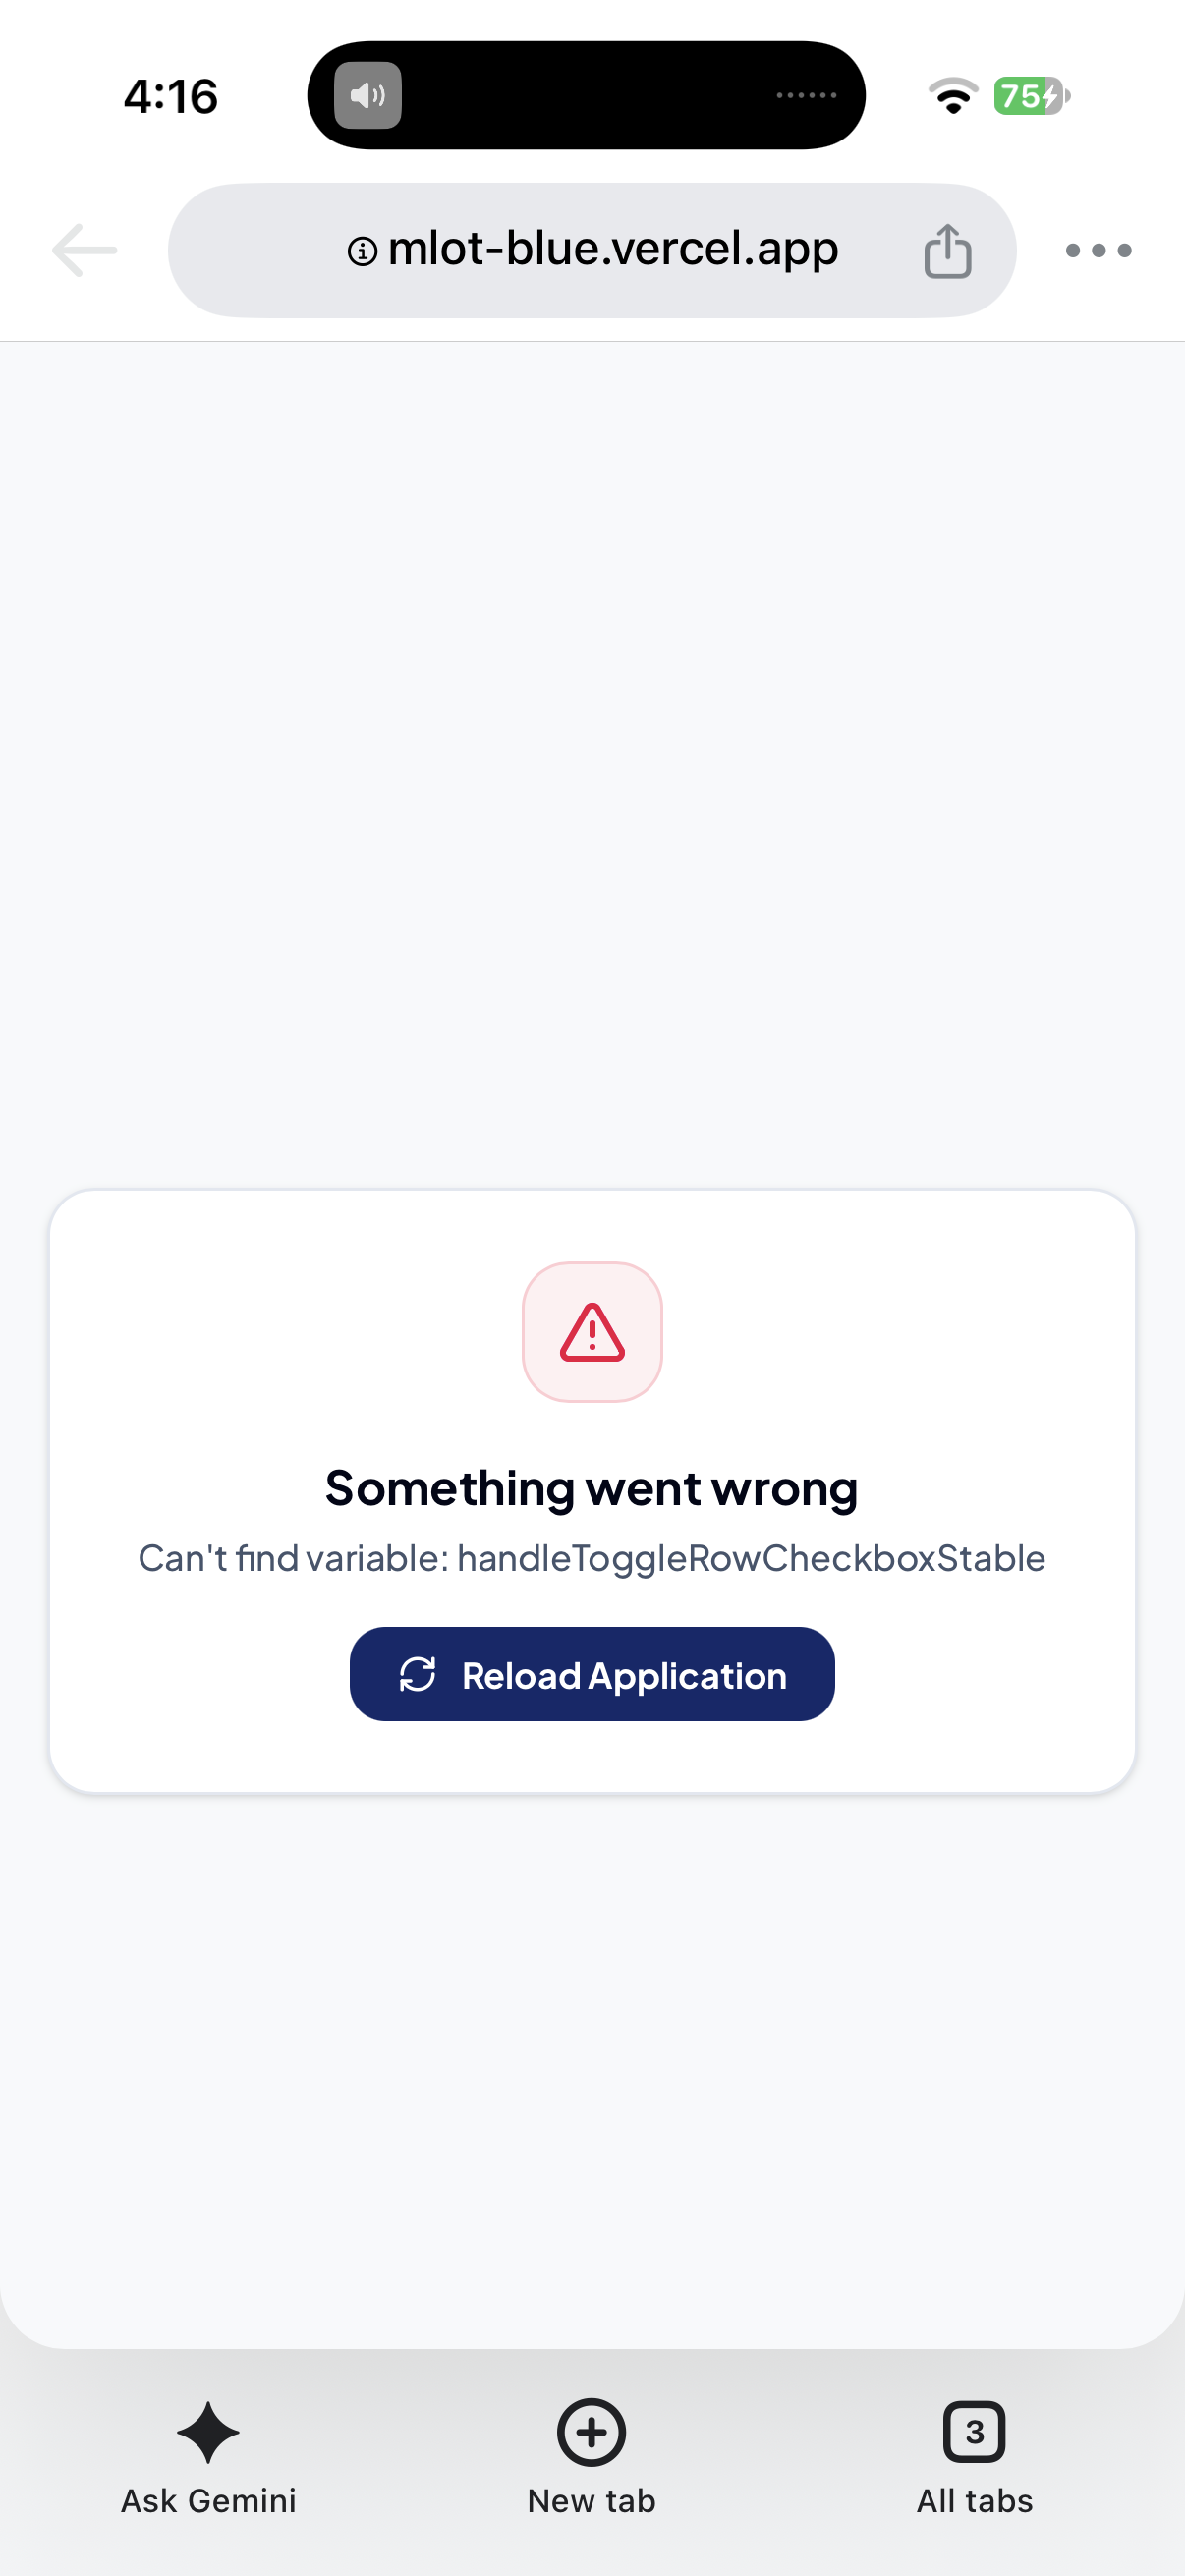 4:16
75
mlot-blue.vercel.app
Something went wrong
Can't find variable: handleToggleRowCheckboxStable
Reload Application
3
Ask Gemini
New tab
All tabs